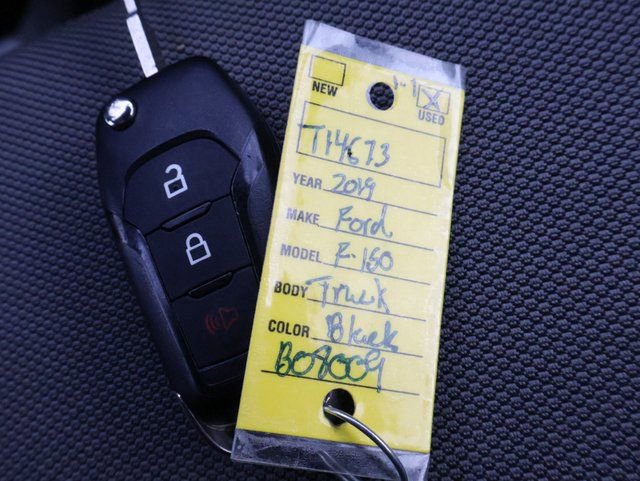 NEW
USED
T14673
YEAR 2019
MAKE Ford
MODEL F-150
BODY Truck
COLOR Black
B08009